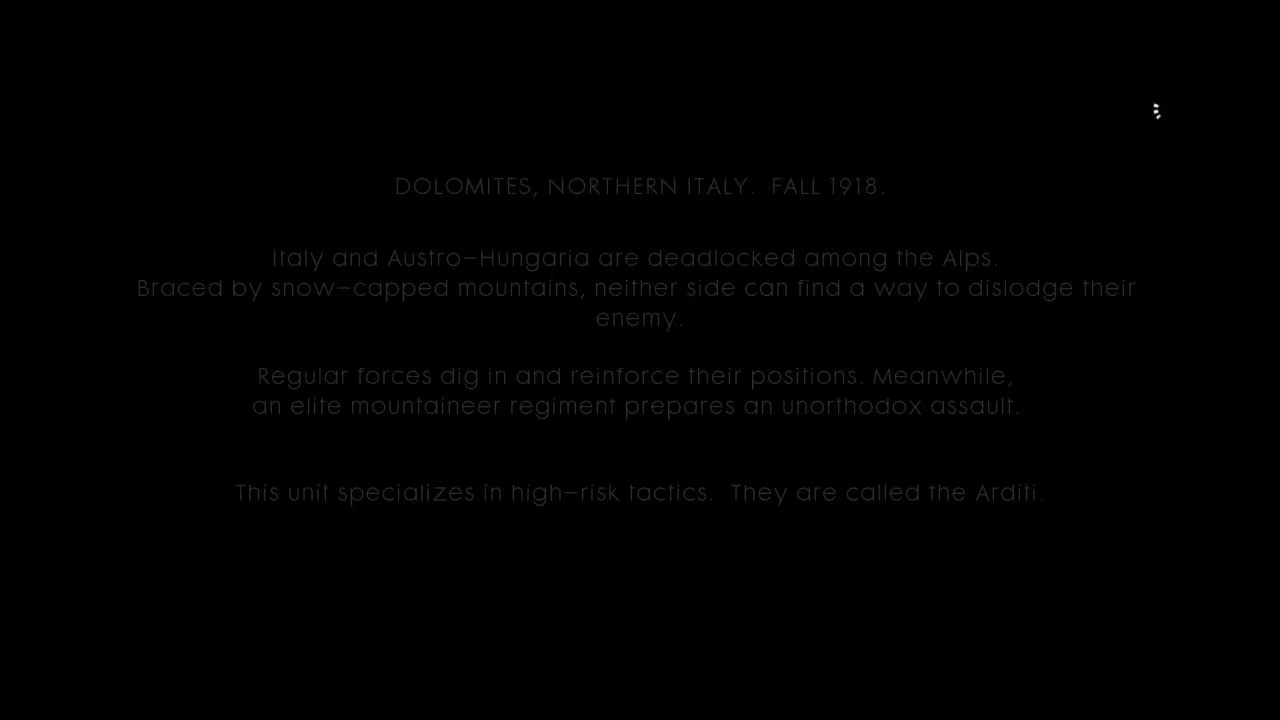 DOLOMITES, NORTHERN ITALY.  FALL 1918.
Italy and Austro-Hungaria are deadlocked among the Alps.
Braced by snow-capped mountains, neither side can find a way to dislodge their
enemy.
Regular forces dig in and reinforce their positions. Meanwhile,
an elite mountaineer regiment prepares an unorthodox assault.
This unit specializes in high-risk tactics.  They are called the Arditi.